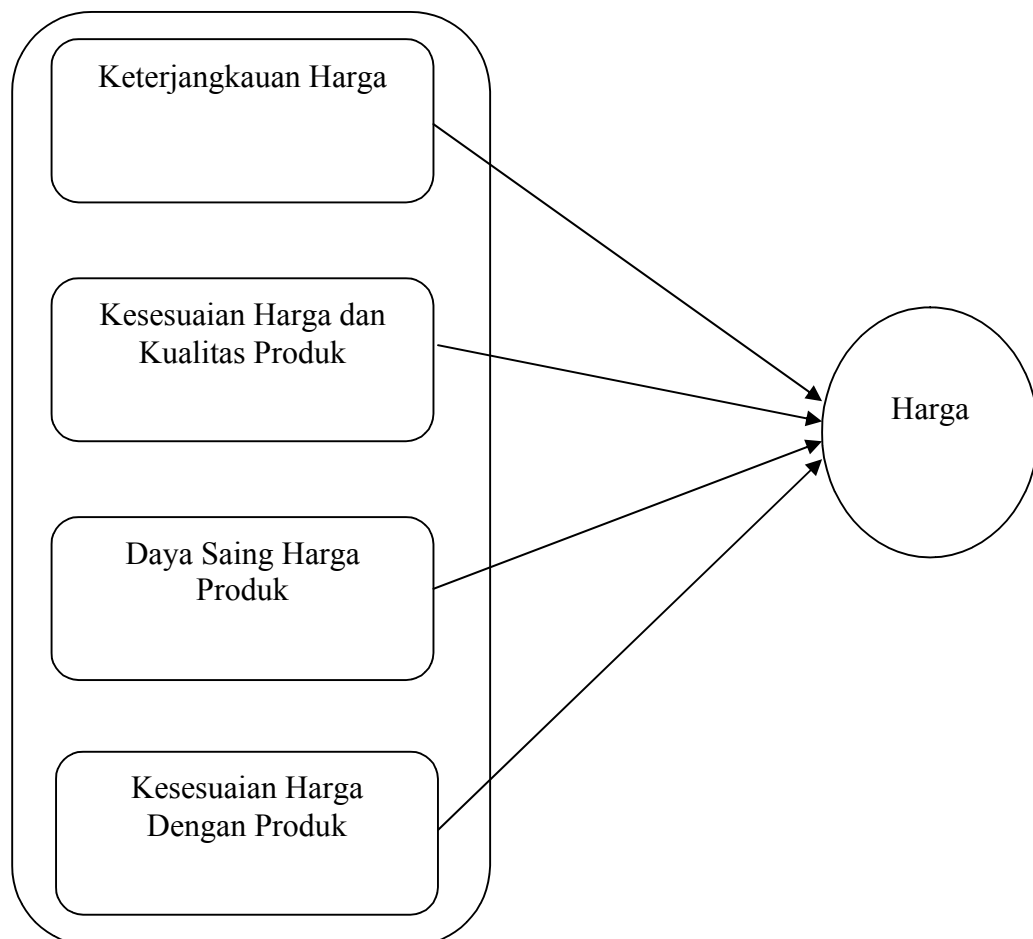 Keterjangkauan Harga
Kesesuaian Harga dan
Kualitas Produk
Harga
Daya Saing Harga
Produk
Kesesuaian Harga
Dengan Produk